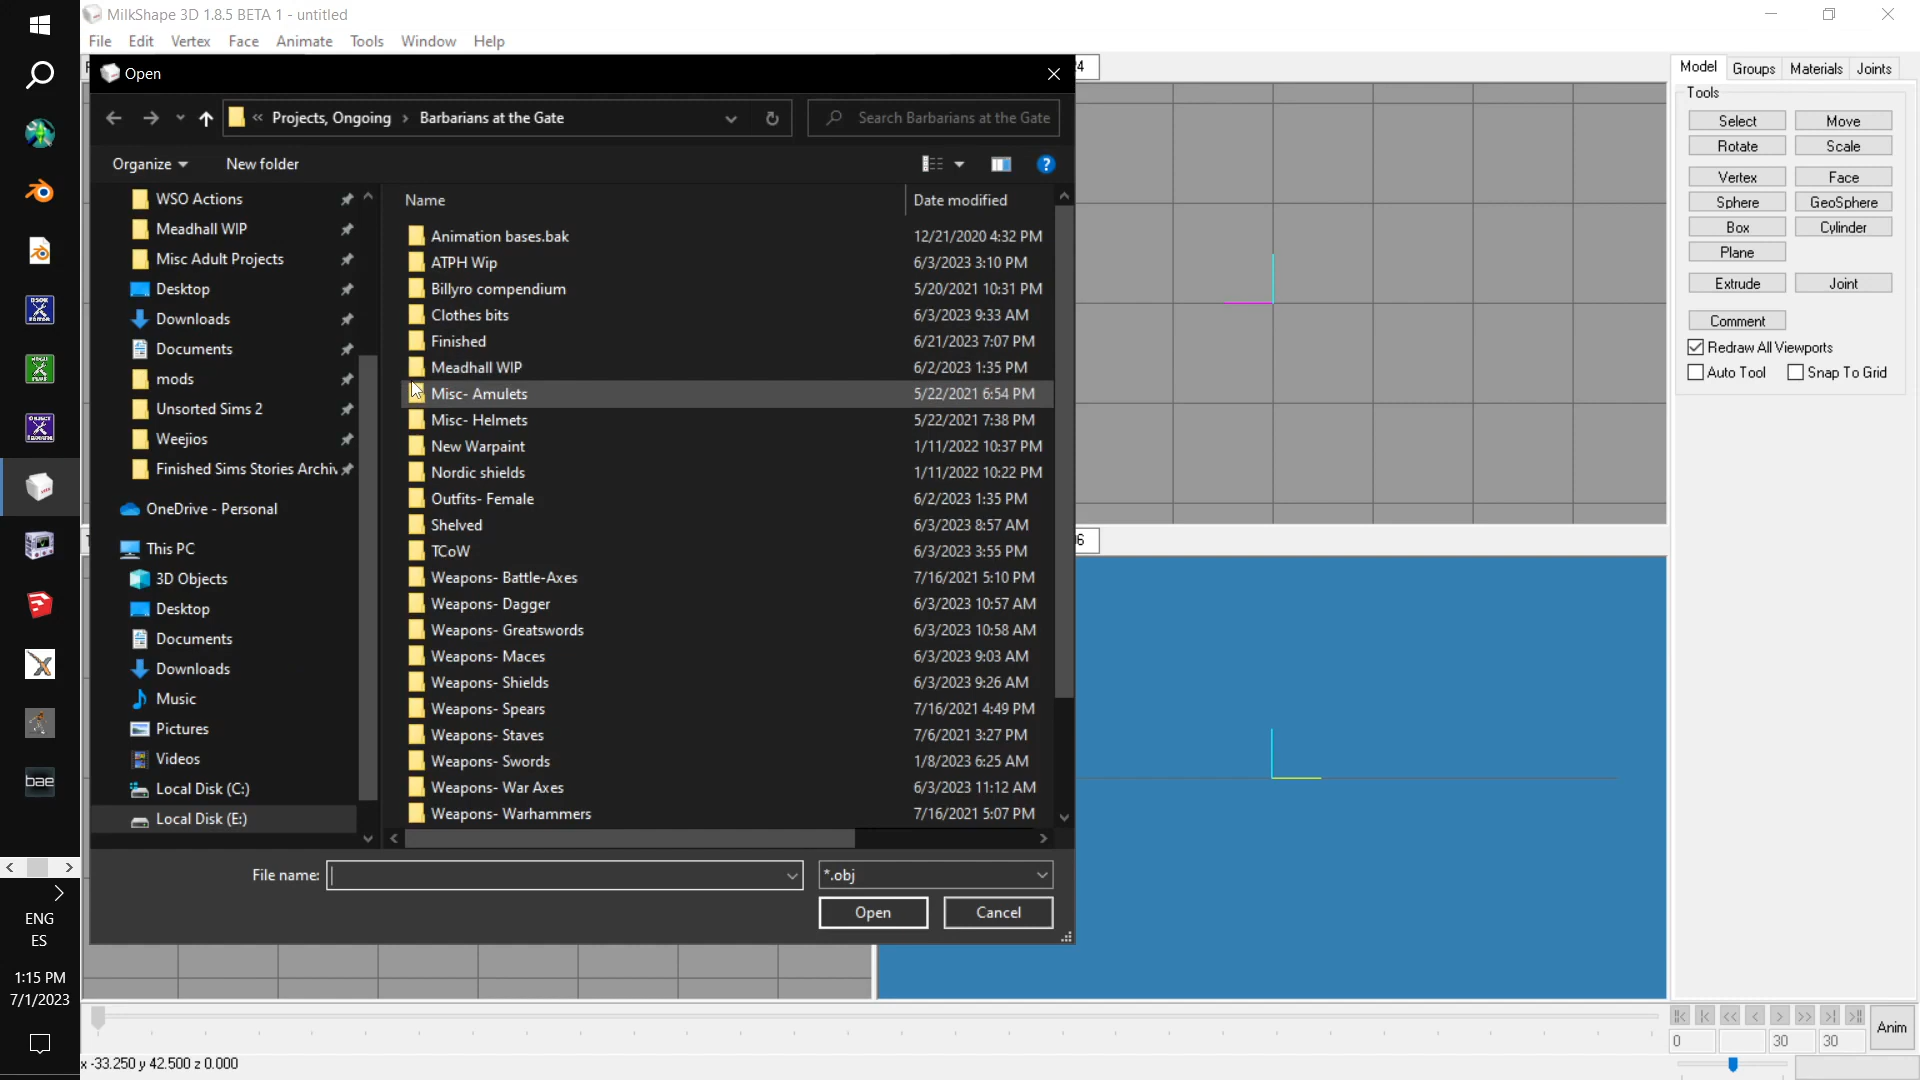 MilkShape 3D 1.8.5 BETA 1 - untitled
File Edit Vertex Face Animate Tools Window Help
Open
24
Projects, Ongoing › Barbarians at the Gate
Search Barbarians at the Gate
Organize
New folder
WSO Actions
Meadhall WIP
Misc Adult Projects
Desktop
Downloads
Documents
mods
Unsorted Sims 2
Weejios
Finished Sims Stories Archiv
OneDrive - Personal
This PC
3D Objects
Desktop
Documents
Downloads
Music
Pictures
Videos
Local Disk (C:)
Local Disk (E:)
Name Date modified
Animation bases.bak 12/21/2020 4:32 PM
ATPH Wip 6/3/2023 3:10 PM
Billyro compendium 5/20/2021 10:31 PM
Clothes bits 6/3/2023 9:33 AM
Finished 6/21/2023 7:07 PM
Meadhall WIP 6/2/2023 1:35 PM
Misc- Amulets 5/22/2021 6:54 PM
Misc- Helmets 5/22/2021 7:38 PM
New Warpaint 1/11/2022 10:37 PM
Nordic shields 1/11/2022 10:22 PM
Outfits- Female 6/2/2023 1:35 PM
Shelved 6/3/2023 8:57 AM
TCoW 6/3/2023 3:55 PM
Weapons- Battle-Axes 7/16/2021 5:10 PM
Weapons- Dagger 6/3/2023 10:57 AM
Weapons- Greatswords 6/3/2023 10:58 AM
Weapons- Maces 6/3/2023 9:03 AM
Weapons- Shields 6/3/2023 9:26 AM
Weapons- Spears 7/16/2021 4:49 PM
Weapons- Staves 7/6/2021 3:27 PM
Weapons- Swords 1/8/2023 6:25 AM
Weapons- War Axes 6/3/2023 11:12 AM
Weapons- Warhammers 7/16/2021 5:07 PM
File name:
*.obj
Open Cancel
Model Groups Materials Joints
Tools
Select Move
Rotate Scale
Vertex Face
Sphere GeoSphere
Box Cylinder
Plane
Extrude Joint
Comment
Redraw All Viewports
Auto Tool Snap To Grid
bae
ENG
ES
1:15 PM
7/1/2023
0 30 30
Anim
x -33.250 y 42.500 z 0.000